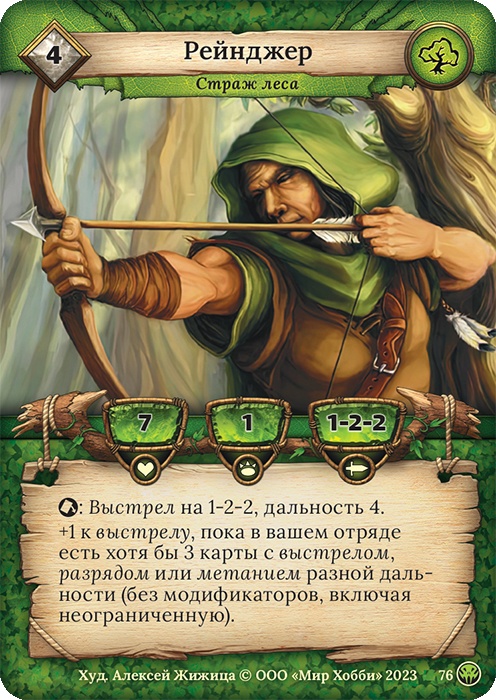 4
Рейнджер
Страж леса
7
1
1-2-2
: Выстрел на 1-2-2, дальность 4.
+1 к выстрелу, пока в вашем отряде
есть хотя бы 3 карты с выстрелом,
разрядом или метанием разной даль-
ности (без модификаторов, включая
неограниченную).
Худ. Алексей Жижица © ООО «Мир Хобби» 2023
76